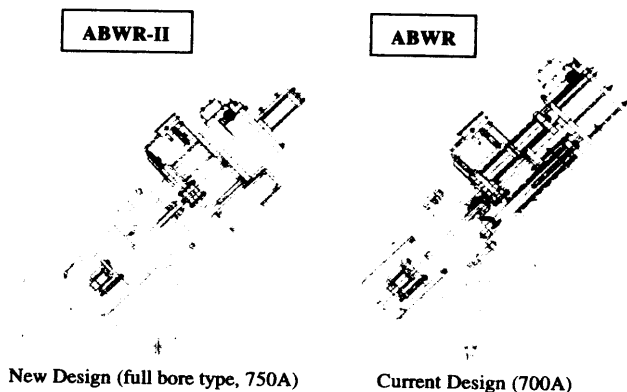 ABWR-II
ABWR
New Design (full bore type, 750A)
Current Design (700A)